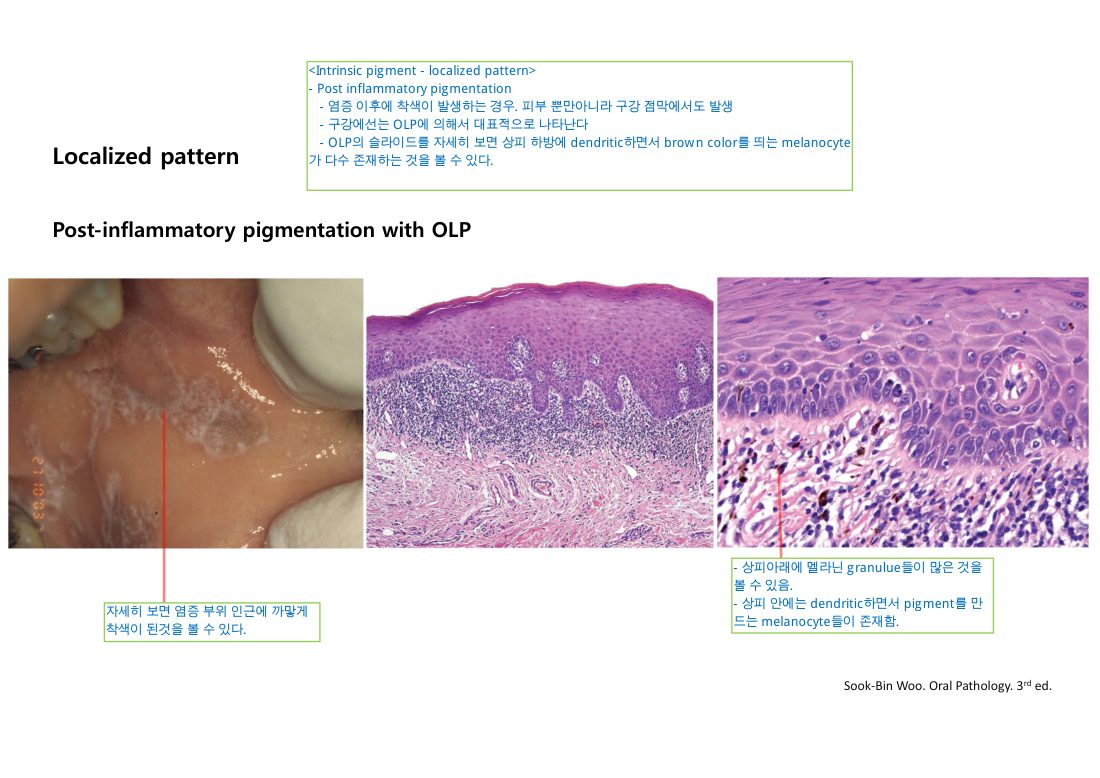 <Intrinsic pigment - localized pattern>
- Post inflammatory pigmentation
- 염증 이후에 착색이 발생하는 경우. 피부 뿐만아니라 구강 점막에서도 발생
- 구강에선는 OLP에 의해서 대표적으로 나타난다
- OLP의 슬라이드를 자세히 보면 상피 하방에 dendritic하면서 brown color를 띄는 melanocyte
가 다수 존재하는 것을 볼 수 있다.
Localized pattern
Post-inflammatory pigmentation with OLP
자세히 보면 염증 부위 인근에 까맣게
착색이 된것을 볼 수 있다.
- 상피아래에 멜라닌 granulue들이 많은 것을
볼 수 있음.
- 상피 안에는 dendritic하면서 pigment를 만
드는 melanocyte들이 존재함.
Sook-Bin Woo. Oral Pathology. 3rd ed.